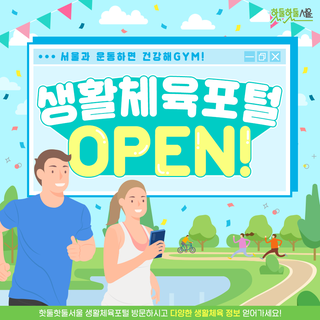 핫둘핫둘서울
서울과 운동하면 건강해GYM!
생활체육포털
OPEN!
핫둘핫둘서울 생활체육포털 방문하시고 다양한 생활체육 정보 얻어가세요!